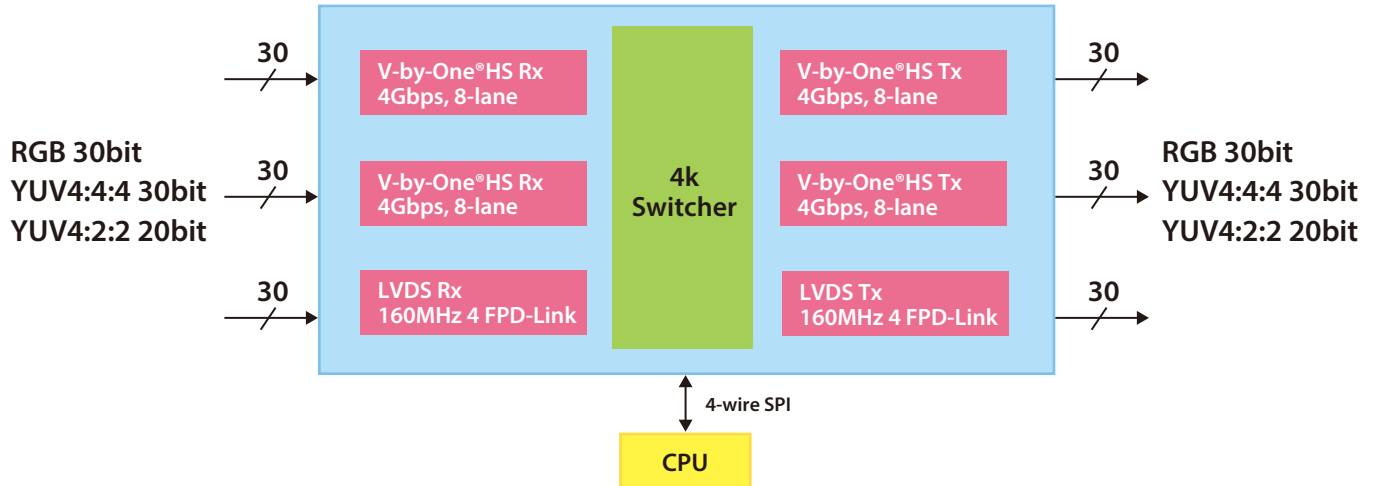 30
30
30
RGB 30bit
YUV4:4:4 30bit
YUV4:2:2 20bit
V-by-One®HS Rx
4Gbps, 8-lane
V-by-One®HS Rx
4Gbps, 8-lane
LVDS Rx
160MHz 4 FPD-Link
4k
Switcher
V-by-One®HS Tx
4Gbps, 8-lane
V-by-One®HS Tx
4Gbps, 8-lane
LVDS Tx
160MHz 4 FPD-Link
30
30
30
RGB 30bit
YUV4:4:4 30bit
YUV4:2:2 20bit
4-wire SPI
CPU